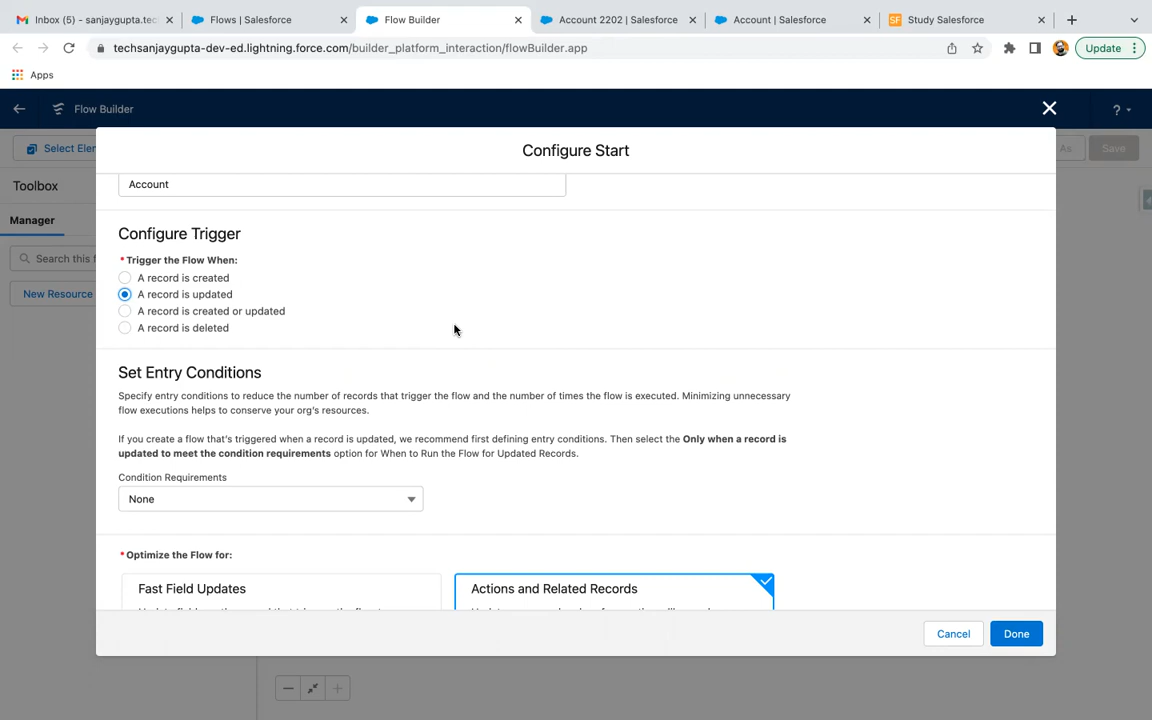 Inbox (5) - sanjaygupta.tec
Flows | Salesforce
Flow Builder
Account 2202 | Salesforce
Account | Salesforce
SF
Study Salesforce
techsanjaygupta-dev-ed.lightning.force.com/builder_platform_interaction/flowBuilder.app
Update
Apps
Flow Builder
?
Select Elem
Configure Start
As
Save
Toolbox
Account
Manager
Configure Trigger
Search this f
* Trigger the Flow When:
A record is created
New Resource
A record is updated
A record is created or updated
A record is deleted
Set Entry Conditions
Specify entry conditions to reduce the number of records that trigger the flow and the number of times the flow is executed. Minimizing unnecessary
flow executions helps to conserve your org's resources.
If you create a flow that's triggered when a record is updated, we recommend first defining entry conditions. Then select the Only when a record is
updated to meet the condition requirements option for When to Run the Flow for Updated Records.
Condition Requirements
None
* Optimize the Flow for:
Fast Field Updates
Actions and Related Records
Cancel
Done